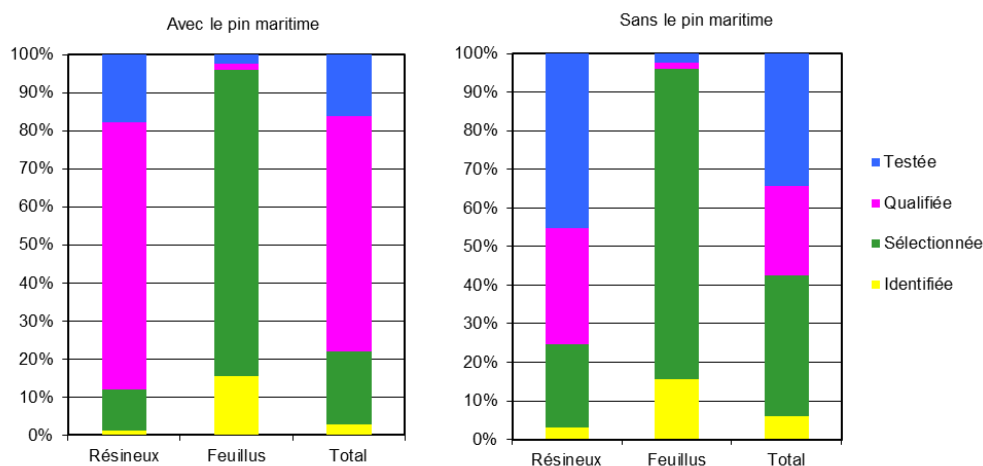 Avec le pin maritime
100%
90%
80%
70%
60%
50%
40%
30%
20%
10%
0%
Résineux Feuillus Total
Sans le pin maritime
100%
90%
80%
70%
60%
50%
40%
30%
20%
10%
0%
Résineux Feuillus Total
Testée
Qualifiée
Sélectionnée
Identifiée